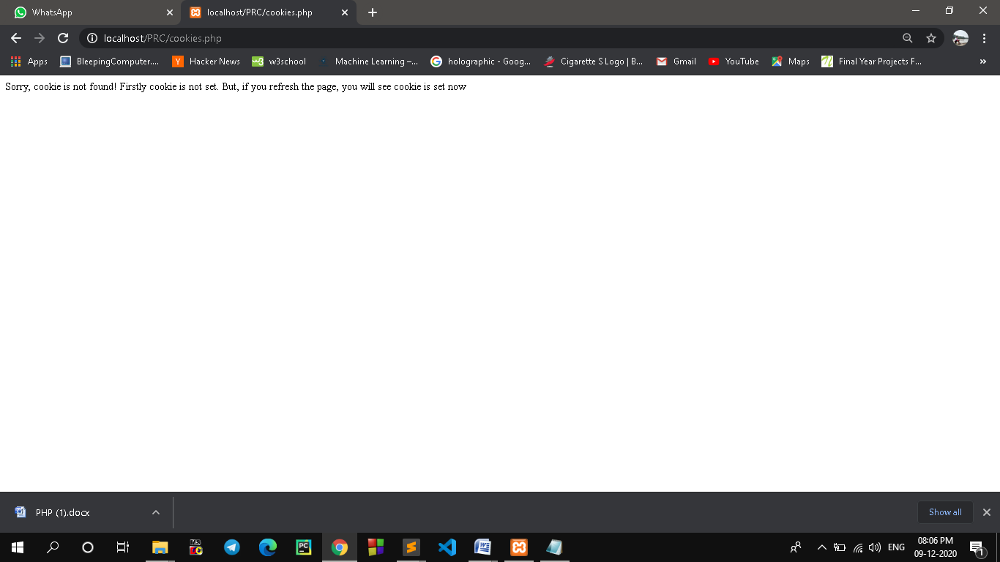 WhatsApp
localhost/PRC/cookies.php
localhost/PRC/cookies.php
Apps BleepingComputer.... Hacker News w3school Machine Learning –... holographic - Goog... Cigarette S Logo | B... Gmail YouTube Maps Final Year Projects F... »
Sorry, cookie is not found! Firstly cookie is not set. But, if you refresh the page, you will see cookie is set now
PHP (1).docx
Show all
ENG
08:06 PM
09-12-2020
1